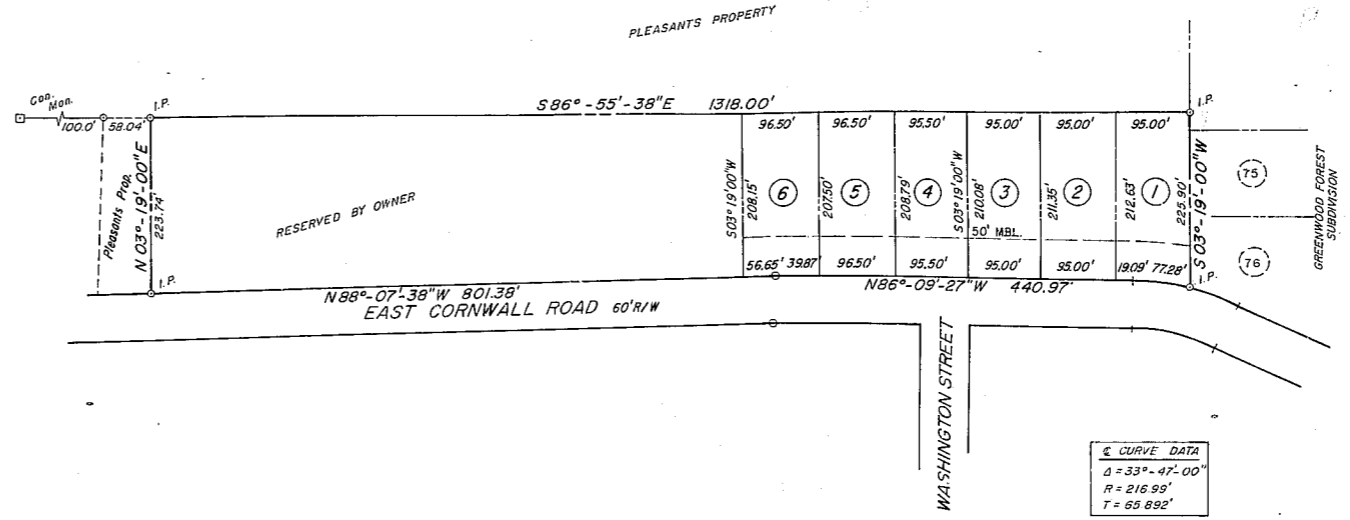 PLEASANTS PROPERTY
Con. Mon.
100.0' 58.04'
I.P.
S 86°-55'-38"E 1318.00'
I.P.
96.50' 96.50' 95.50' 95.00' 95.00' 95.00'
Pleasants Prop.
N 03°-19'-00"E
223.74'
RESERVED BY OWNER
S03° 19'00"W
208.15'
6
207.50'
5
208.79'
4
S03° 19'00"W
210.08'
3
211.35'
2
212.63'
1
225.90'
S 03°-19'-00"W
75
76
GREENWOOD FOREST
SUBDIVISION
50' MBL.
56.65' 39.87' 96.50' 95.50' 95.00' 95.00' 19.09' 77.28'
I.P.
I.P.
N88°-07'-38"W 801.38'
N86°-09'-27"W 440.97'
EAST CORNWALL ROAD 60'R/W
WASHINGTON STREET
℄ CURVE DATA
Δ = 33°-47'-00"
R = 216.99'
T = 65.892'